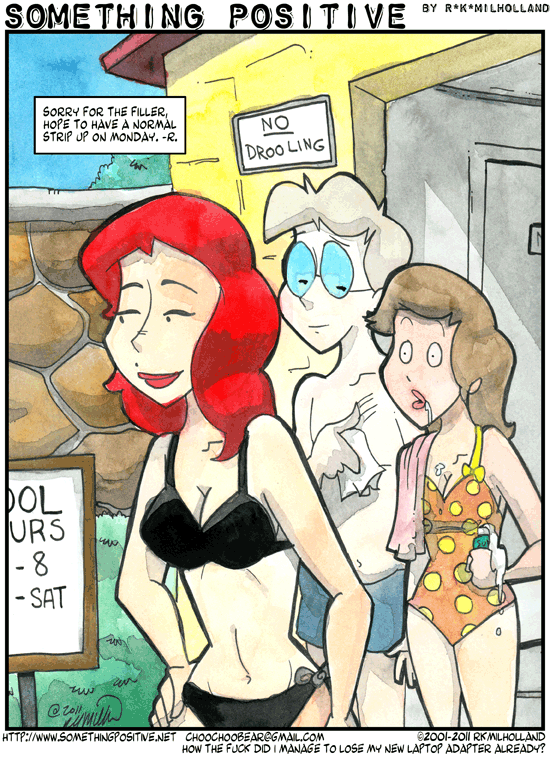 SOMETHING POSITIVE BY R*K*MILHOLLAND
SORRY FOR THE FILLER,
HOPE TO HAVE A NORMAL
STRIP UP ON MONDAY. -R.
NO
DROOLING
OOL
URS
- 8
- SAT
@ 2011
HTTP://WWW.SOMETHINGPOSITIVE.NET CHOOCHOOBEAR@GMAIL.COM ©2001-2011 RKMILHOLLAND
HOW THE FUCK DID I MANAGE TO LOSE MY NEW LAPTOP ADAPTER ALREADY?